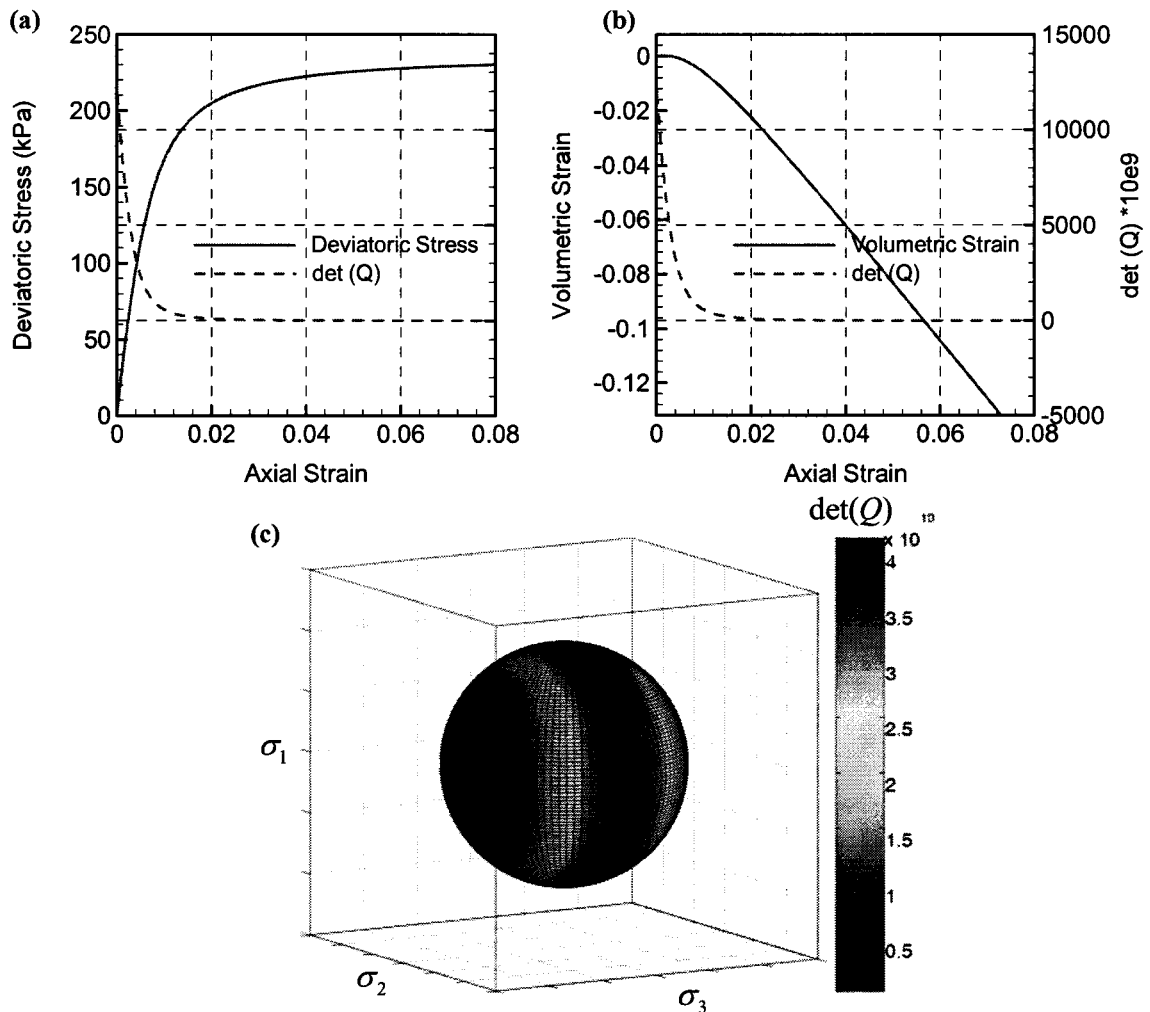 (a)
250
200
150
100
50
0
Deviatoric Stress (kPa)
Deviatoric Stress
det (Q)
0 0.02 0.04 0.06 0.08
Axial Strain
(b)
0
-0.02
-0.04
-0.06
-0.08
-0.1
-0.12
Volumetric Strain
Volumetric Strain
det (Q)
15000
10000
5000
0
-5000
det (Q) *10e9
0 0.02 0.04 0.06 0.08
Axial Strain
(c)
det(Q)
x 10
10
4
3.5
3
2.5
2
1.5
1
0.5
σ1
σ2
σ3